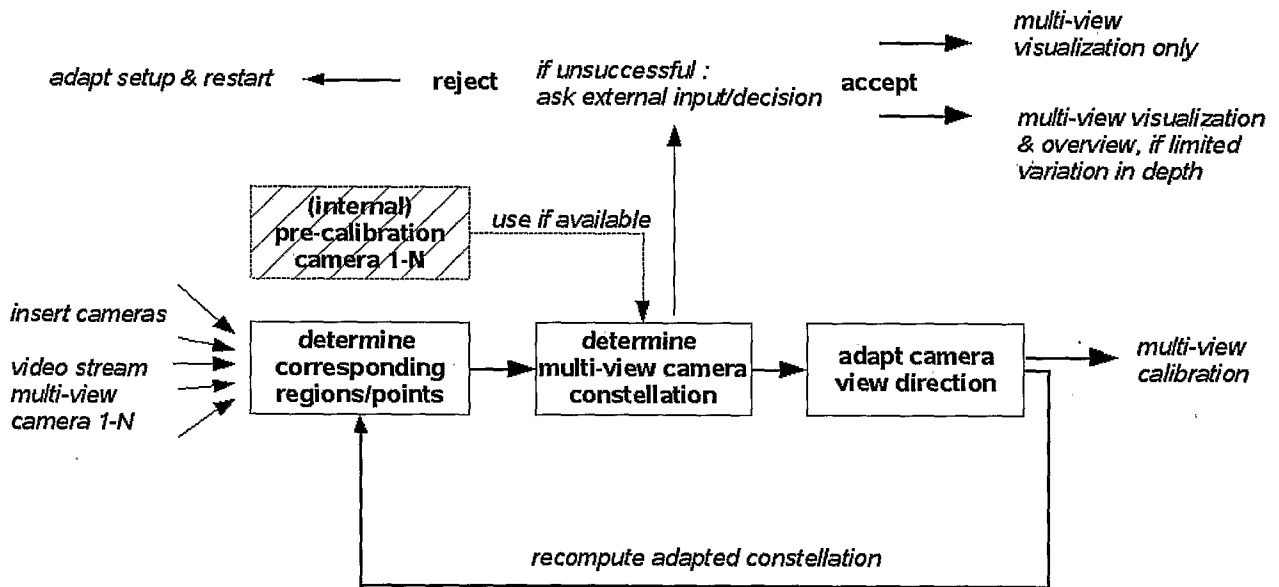 multi-view
visualization only
adapt setup & restart
reject
if unsuccessful :
ask external input/decision
accept
multi-view visualization
& overview, if limited
variation in depth
(internal)
pre-calibration
camera 1-N
use if available
insert cameras
video stream
multi-view
camera 1-N
determine
corresponding
regions/points
determine
multi-view camera
constellation
adapt camera
view direction
multi-view
calibration
recompute adapted constellation